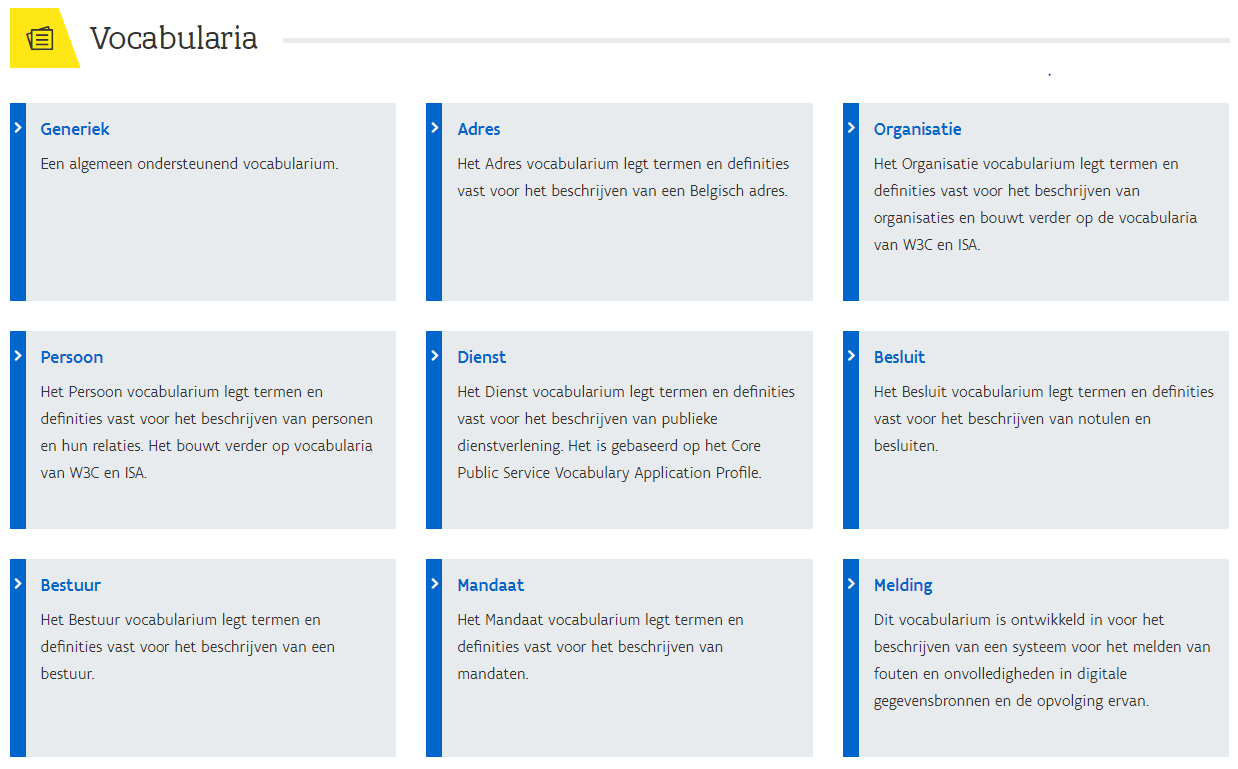 Vocabularia
Generiek
Een algemeen ondersteunend vocabularium.
Adres
Het Adres vocabularium legt termen en definities
vast voor het beschrijven van een Belgisch adres.
Organisatie
Het Organisatie vocabularium legt termen en
definities vast voor het beschrijven van
organisaties en bouwt verder op de vocabularia
van W3C en ISA.
Persoon
Het Persoon vocabularium legt termen en
definities vast voor het beschrijven van personen
en hun relaties. Het bouwt verder op vocabularia
van W3C en ISA.
Dienst
Het Dienst vocabularium legt termen en definities
vast voor het beschrijven van publieke
dienstverlening. Het is gebaseerd op het Core
Public Service Vocabulary Application Profile.
Besluit
Het Besluit vocabularium legt termen en definities
vast voor het beschrijven van notulen en
besluiten.
Bestuur
Het Bestuur vocabularium legt termen en
definities vast voor het beschrijven van een
bestuur.
Mandaat
Het Mandaat vocabularium legt termen en
definities vast voor het beschrijven van
mandaten.
Melding
Dit vocabularium is ontwikkeld in voor het
beschrijven van een systeem voor het melden van
fouten en onvolledigheden in digitale
gegevensbronnen en de opvolging ervan.